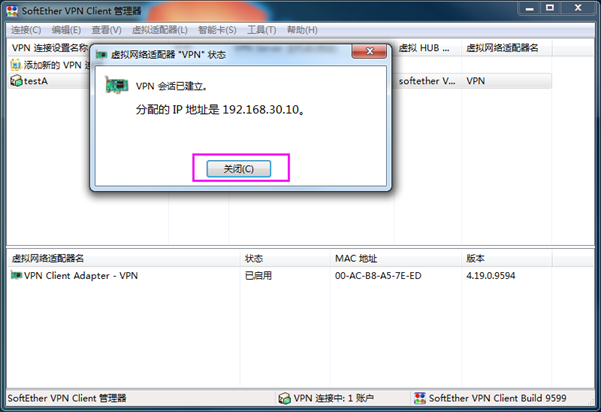 SoftEther VPN Client 管理器
连接(C) 编辑(E) 查看(V) 虚拟适配器(L) 智能卡(S) 工具(T) 帮助(H)
VPN 连接设置名称 虚拟 HUB ... 虚拟网络适配器名
添加新的 VPN
testA softether V... VPN
虚拟网络适配器 "VPN" 状态
VPN 会话已建立。
分配的 IP 地址是 192.168.30.10。
关闭(C)
虚拟网络适配器名 状态 MAC 地址 版本
VPN Client Adapter - VPN 已启用 00-AC-B8-A5-7E-ED 4.19.0.9594
SoftEther VPN Client 管理器 VPN 连接中: 1 账户 SoftEther VPN Client Build 9599